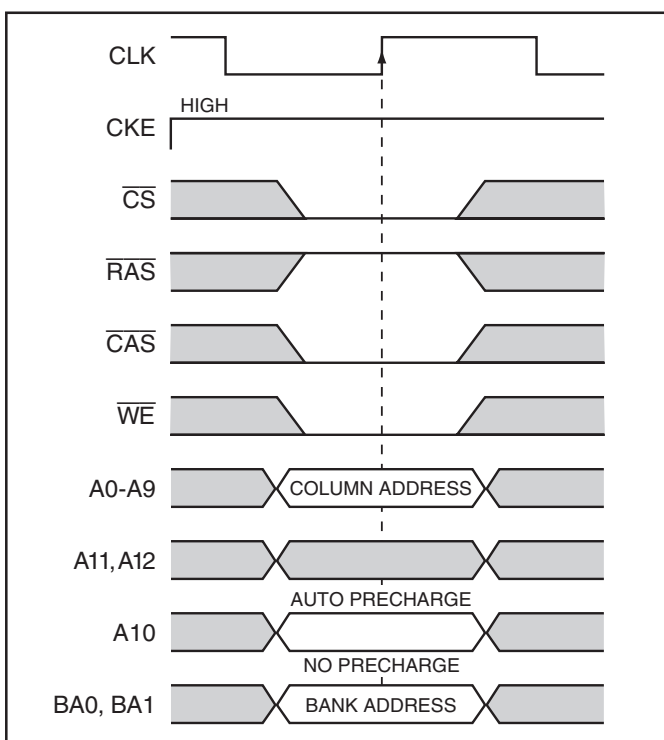 CLK
HIGH
CKE
CS
RAS
CAS
WE
A0-A9 COLUMN ADDRESS
A11, A12
AUTO PRECHARGE
A10
NO PRECHARGE
BA0, BA1 BANK ADDRESS